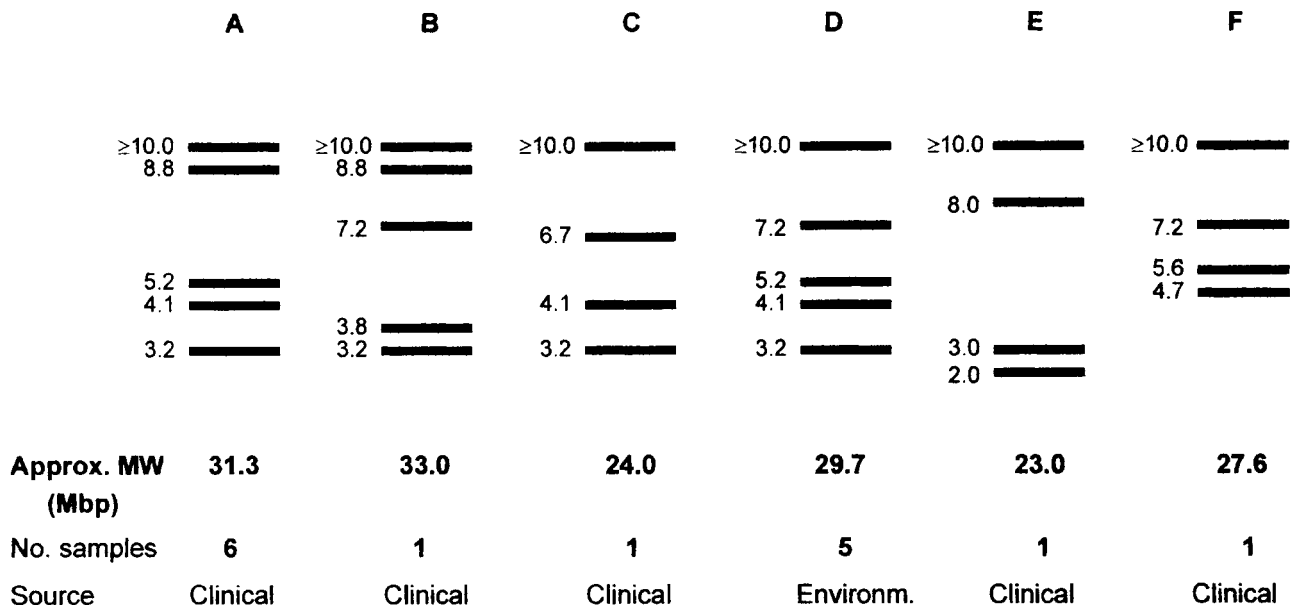 A B C D E F
≥10.0 ≥10.0 ≥10.0 ≥10.0 ≥10.0 ≥10.0
8.8 8.8
8.0
7.2 7.2 7.2
6.7
5.6
5.2 5.2
4.7
4.1 4.1 4.1
3.8
3.2 3.2 3.2 3.2 3.0
2.0
Approx. MW 31.3 33.0 24.0 29.7 23.0 27.6
(Mbp)
No. samples 6 1 1 5 1 1
Source Clinical Clinical Clinical Environm. Clinical Clinical